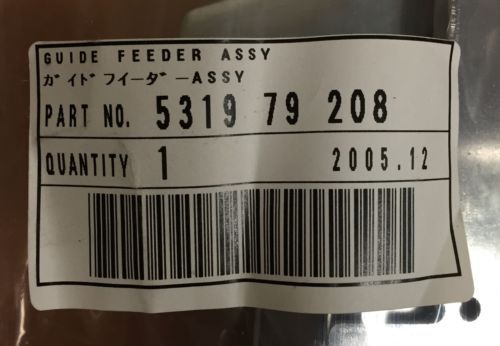 GUIDE FEEDER ASSY
ガイドフイーダーASSY
PART NO. 5319 79 208
QUANTITY 1 2005.12